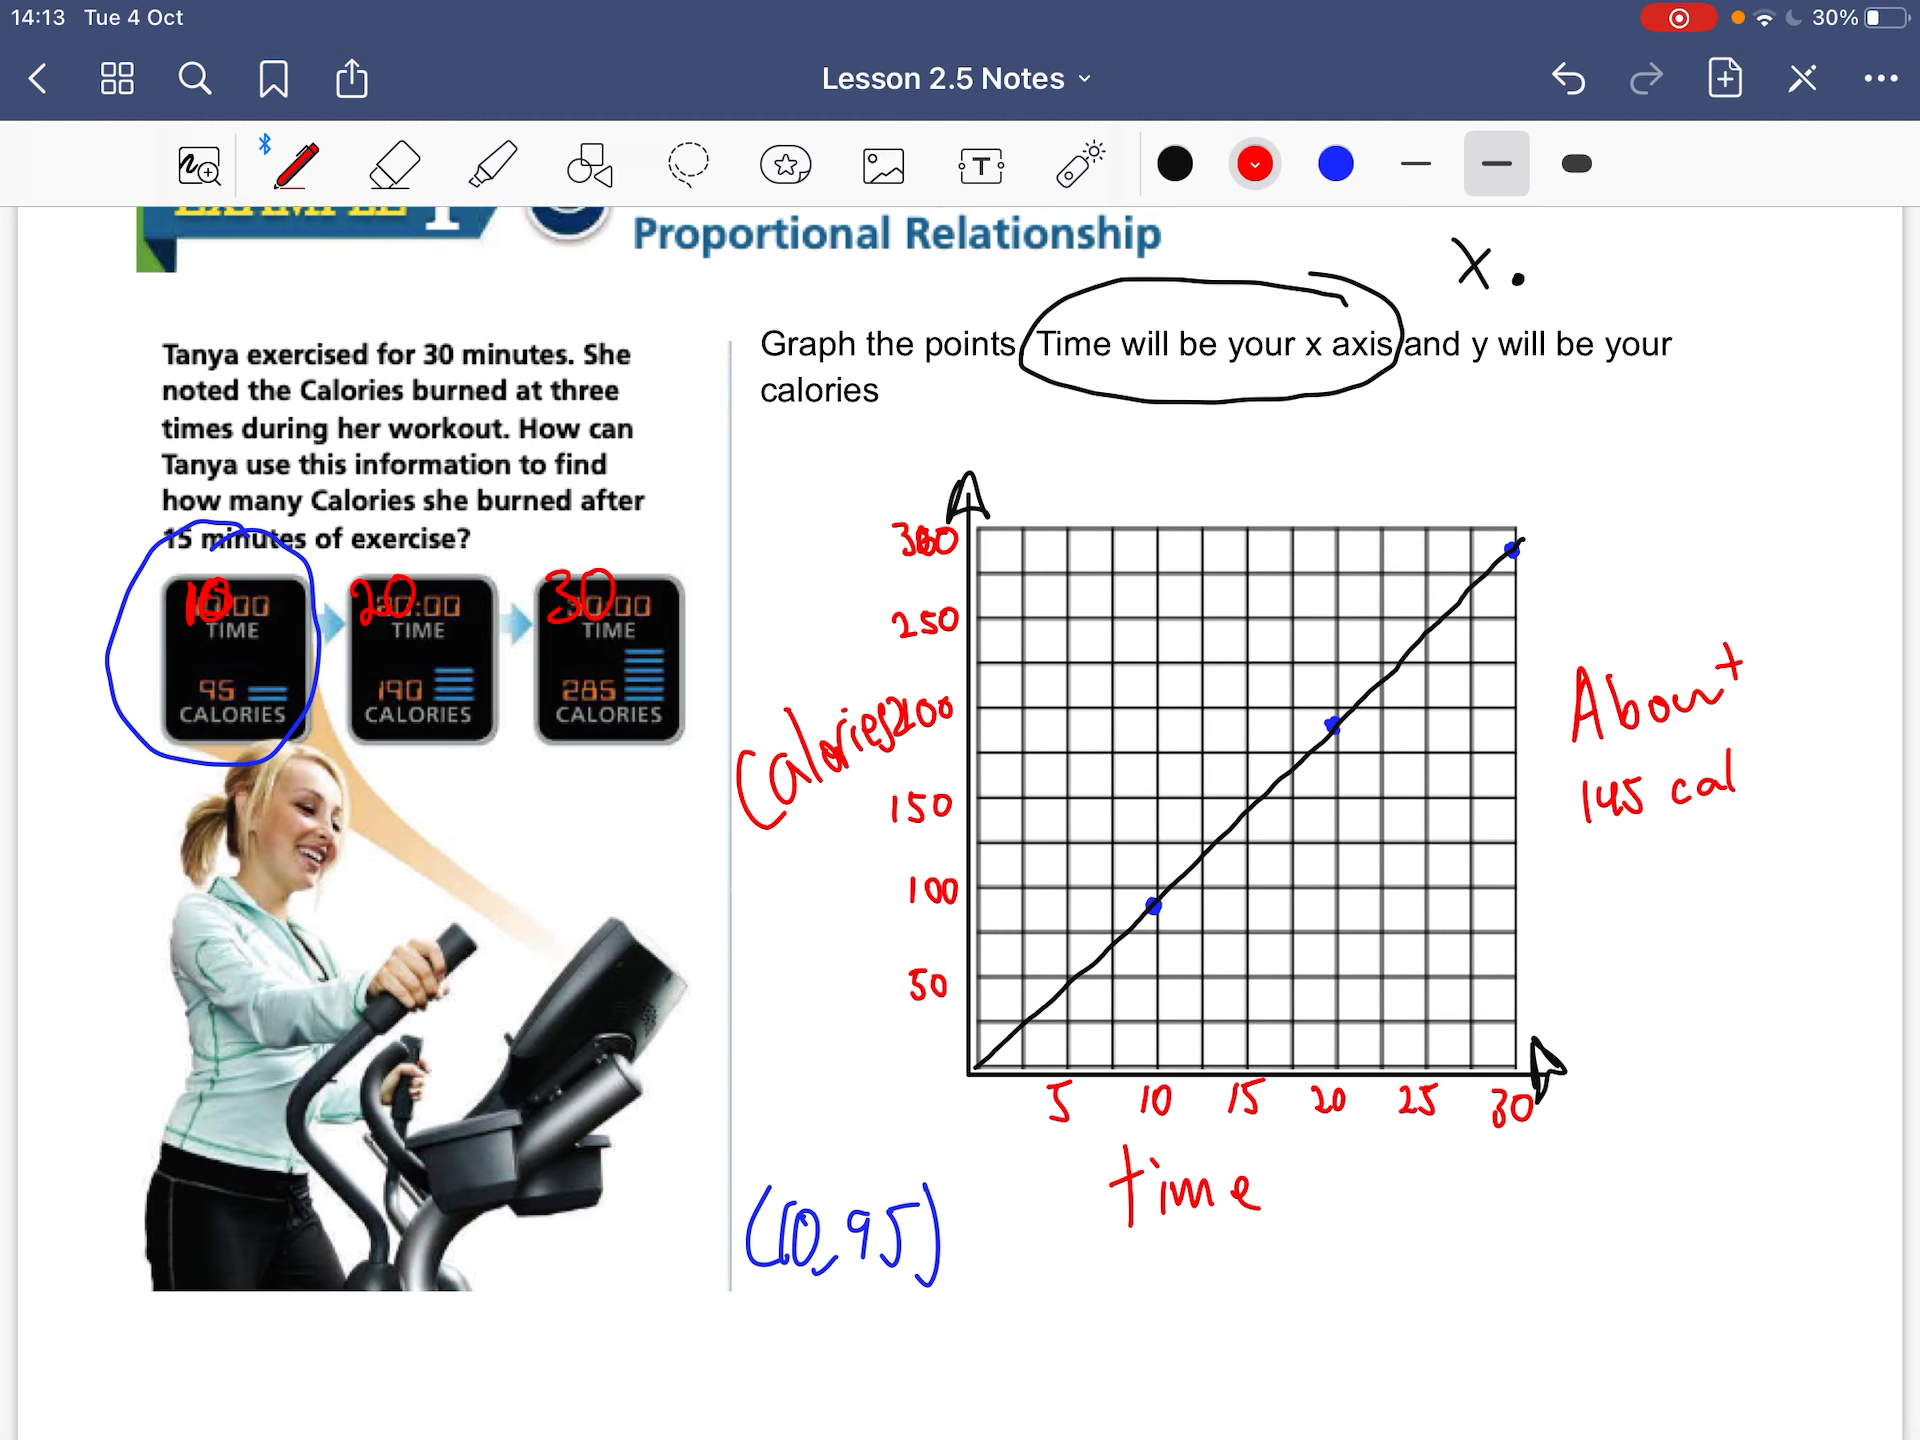 14:13 Tue 4 Oct
30%
Lesson 2.5 Notes
T
EXAMPLE 1
Proportional Relationship
x.
Tanya exercised for 30 minutes. She
noted the Calories burned at three
times during her workout. How can
Tanya use this information to find
how many Calories she burned after
15 minutes of exercise?
Graph the points Time will be your x axis and y will be your
calories
10 20 30
TIME TIME TIME
95 190 285
CALORIES CALORIES CALORIES
300
250
200
150
100
50
Calories
5 10 15 20 25 30
time
About
145 cal
(10,95)